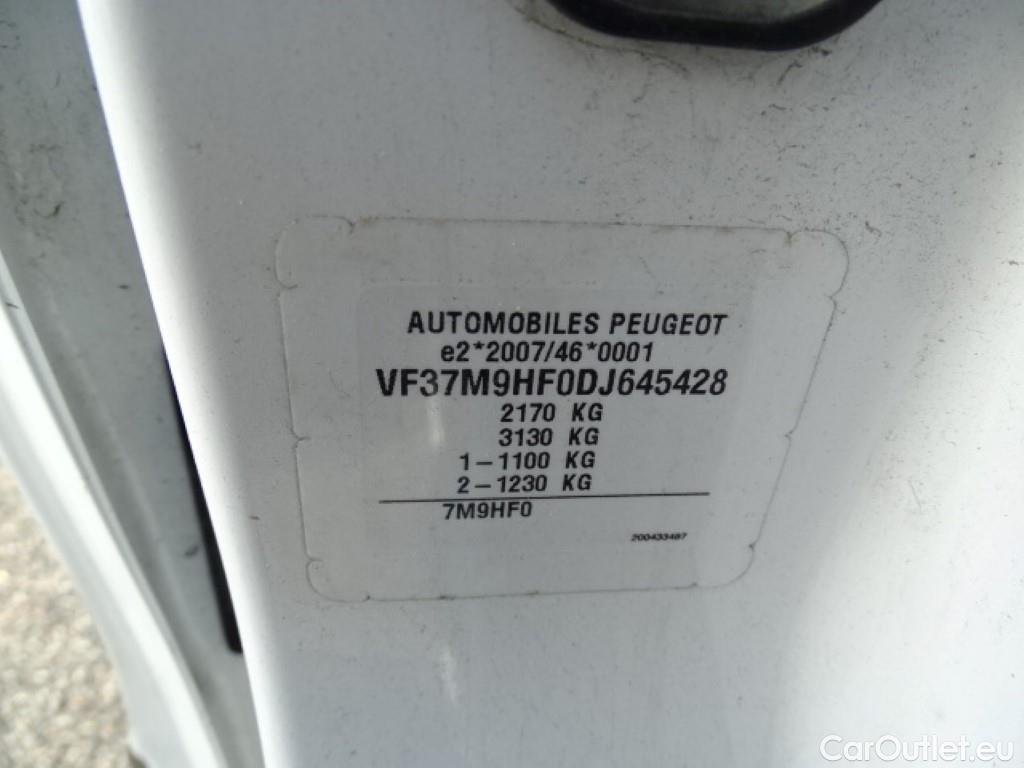 AUTOMOBILES PEUGEOT
e2*2007/46*0001
VF37M9HF0DJ645428
2170 KG
3130 KG
1-1100 KG
2-1230 KG
7M9HF0
200433487
CarOutlet.eu